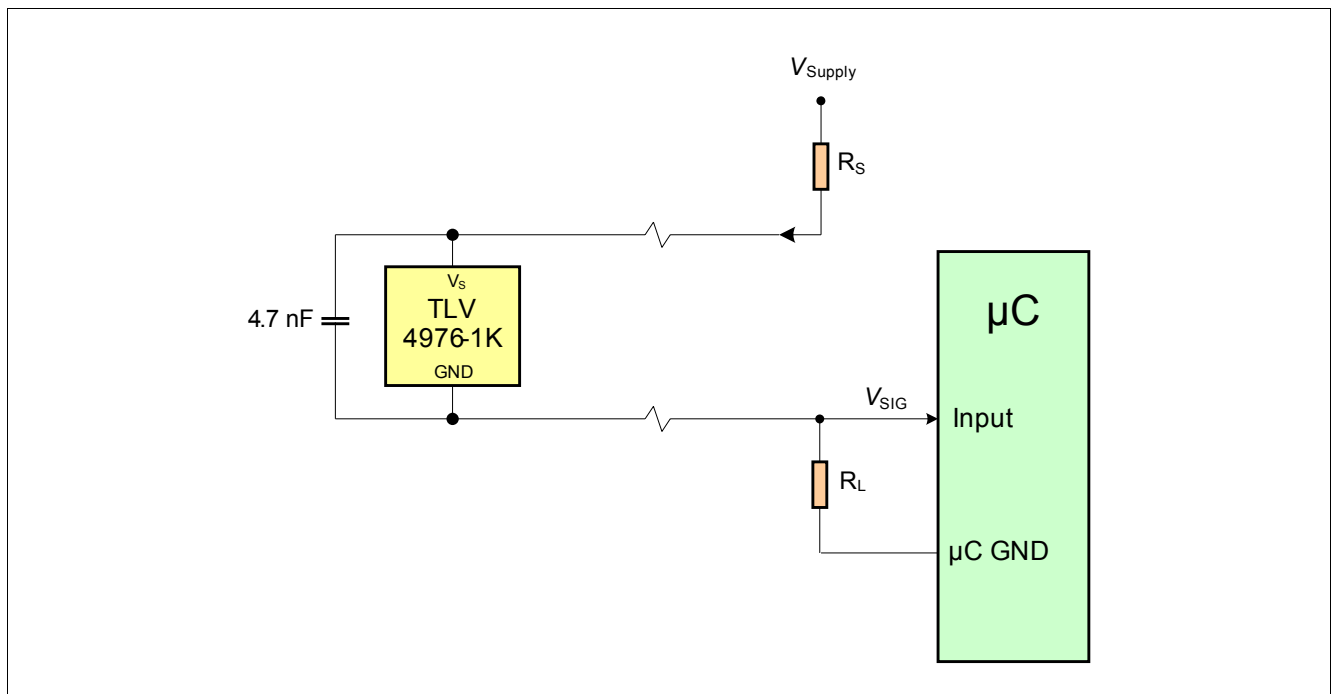 VSupply
RS
VS
TLV
4976-1K
GND
4.7 nF
µC
VSIG
Input
RL
µC GND